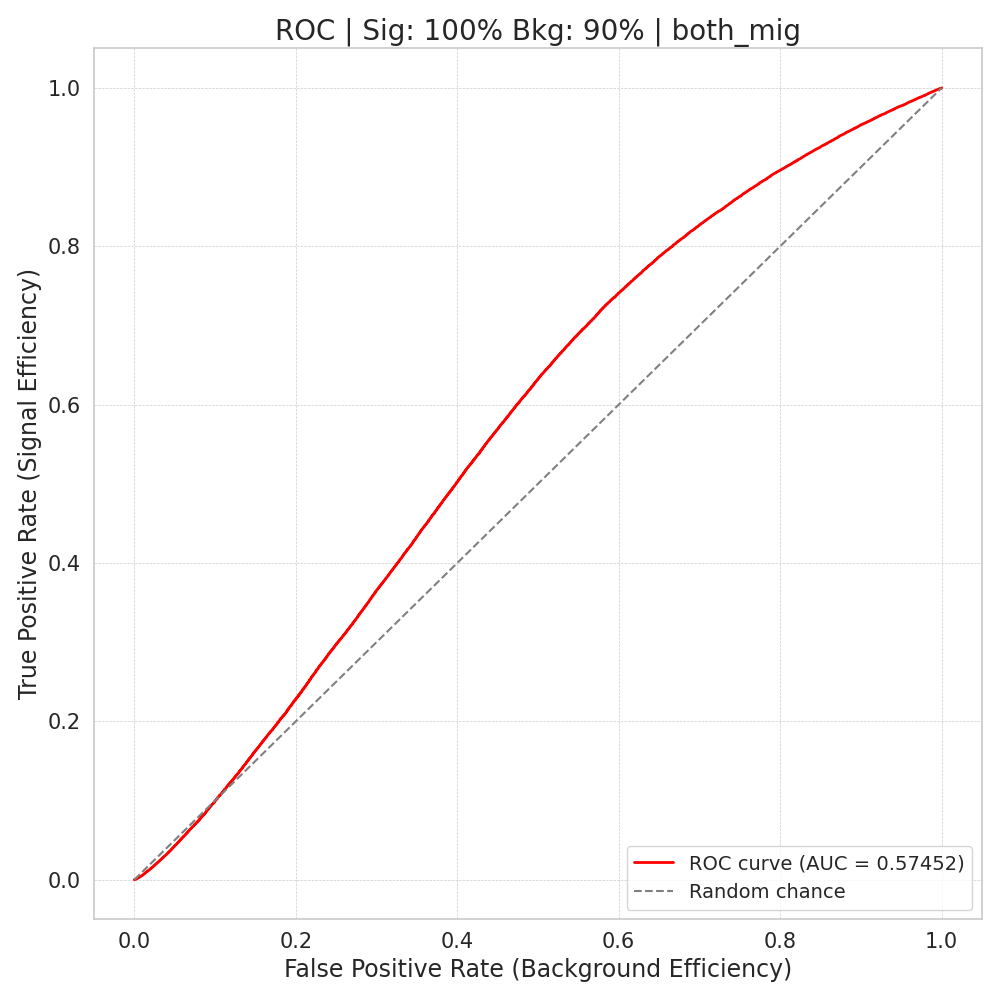 ROC | Sig: 100% Bkg: 90% | both_mig
True Positive Rate (Signal Efficiency)
1.0
0.8
0.6
0.4
0.2
0.0
ROC curve (AUC = 0.57452)
Random chance
0.0 0.2 0.4 0.6 0.8 1.0
False Positive Rate (Background Efficiency)